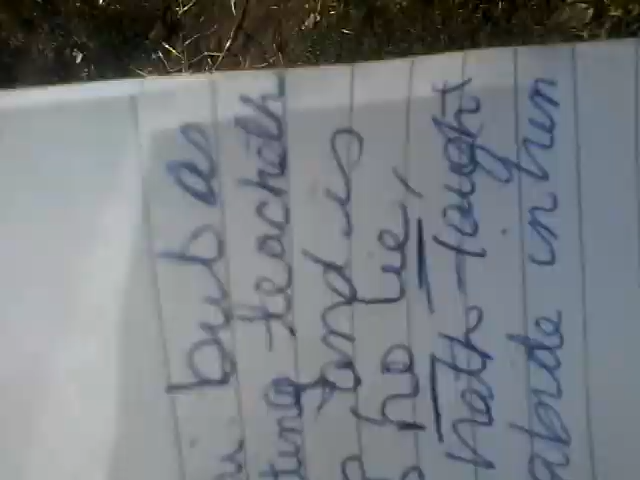 but as
teacheth
and is
no lie,
hath taught
abide in him